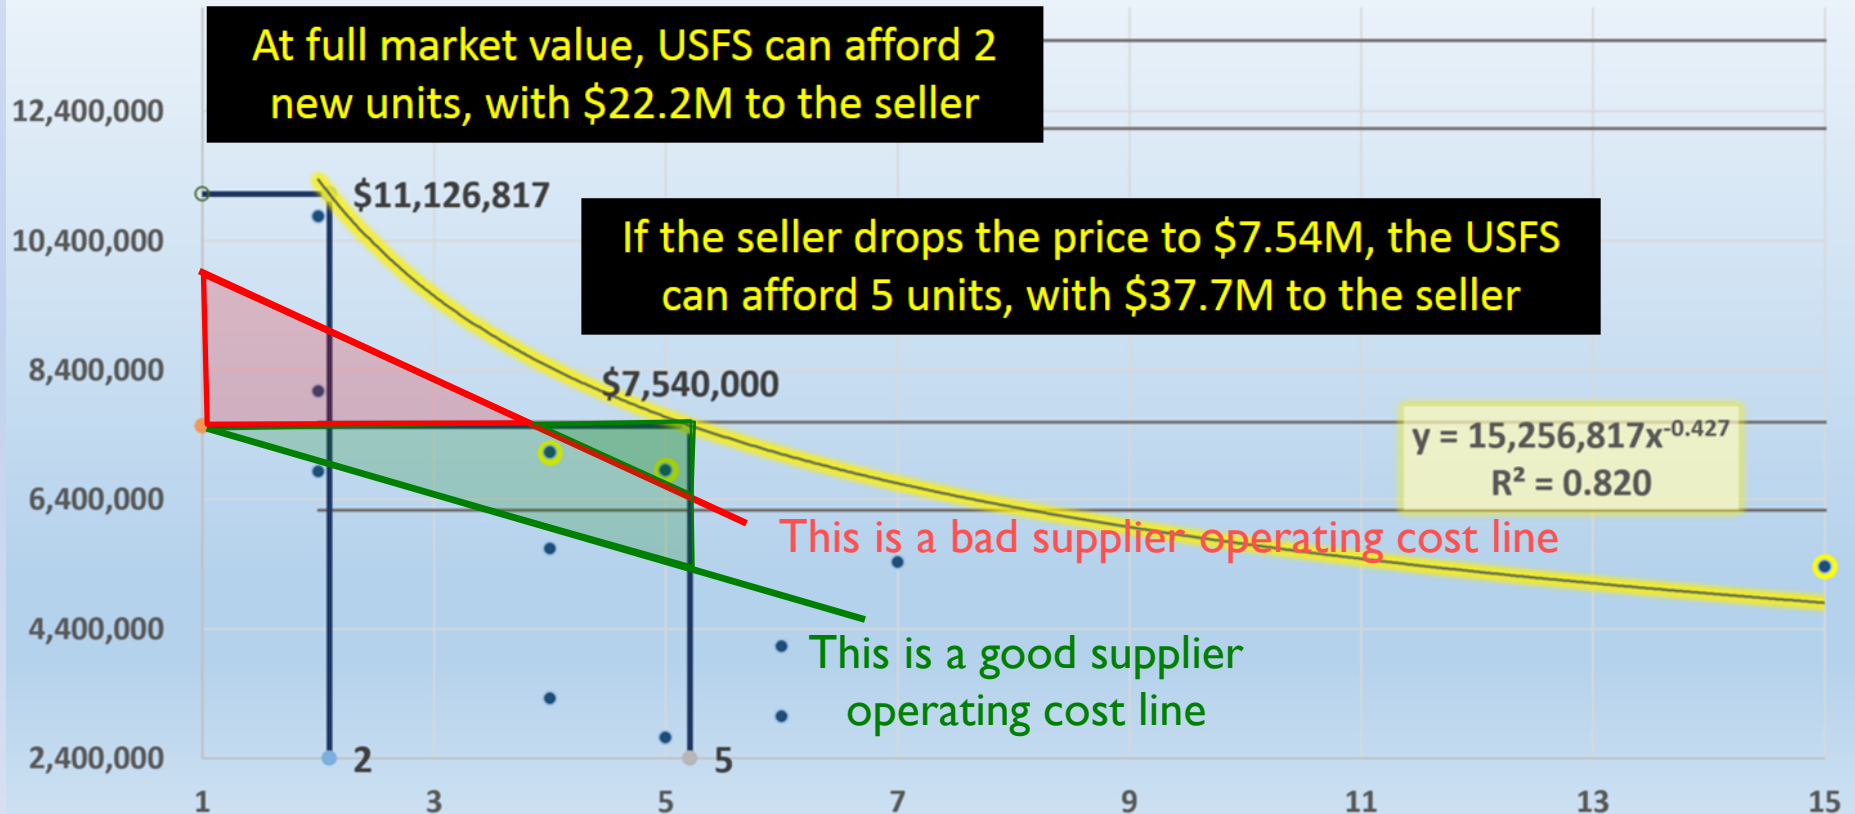 At full market value, USFS can afford 2
new units, with $22.2M to the seller
12,400,000
$11,126,817
10,400,000
If the seller drops the price to $7.54M, the USFS
can afford 5 units, with $37.7M to the seller
8,400,000
$7,540,000
y = 15,256,817x⁻⁰·⁴²⁷
R² = 0.820
6,400,000
This is a bad supplier operating cost line
4,400,000
This is a good supplier
operating cost line
2,400,000
2
5
1 3 5 7 9 11 13 15